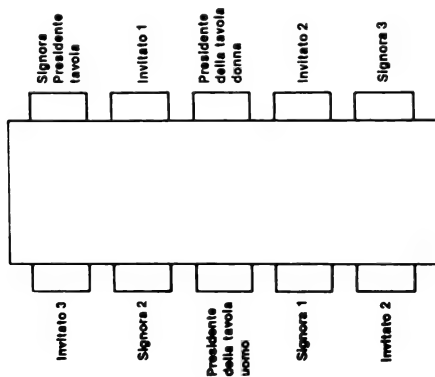 Invitato 2
Signora 1
Presidente
della tavola
uomo
Signora 2
Invitato 3
Signora 3
Invitato 2
Presidente
della tavola
donna
Invitato 1
Signora
Presidente
tavola